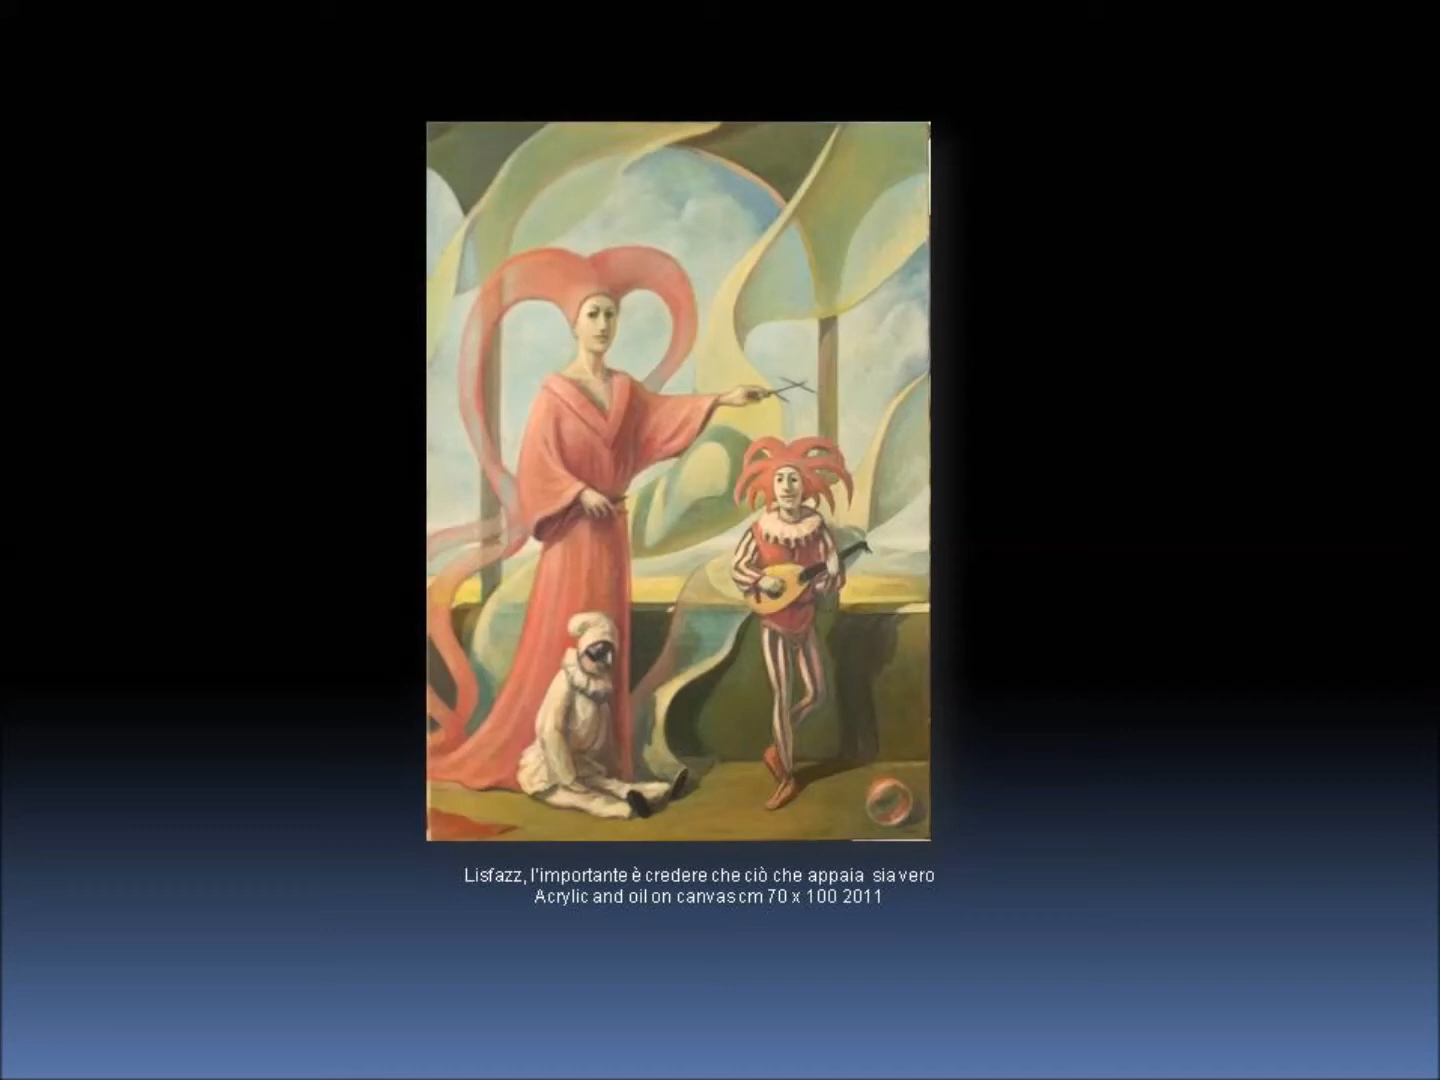 Lisfazz, l'importante è credere che ciò che appaia sia vero
Acrylic and oil on canvas cm 70 x 100 2011